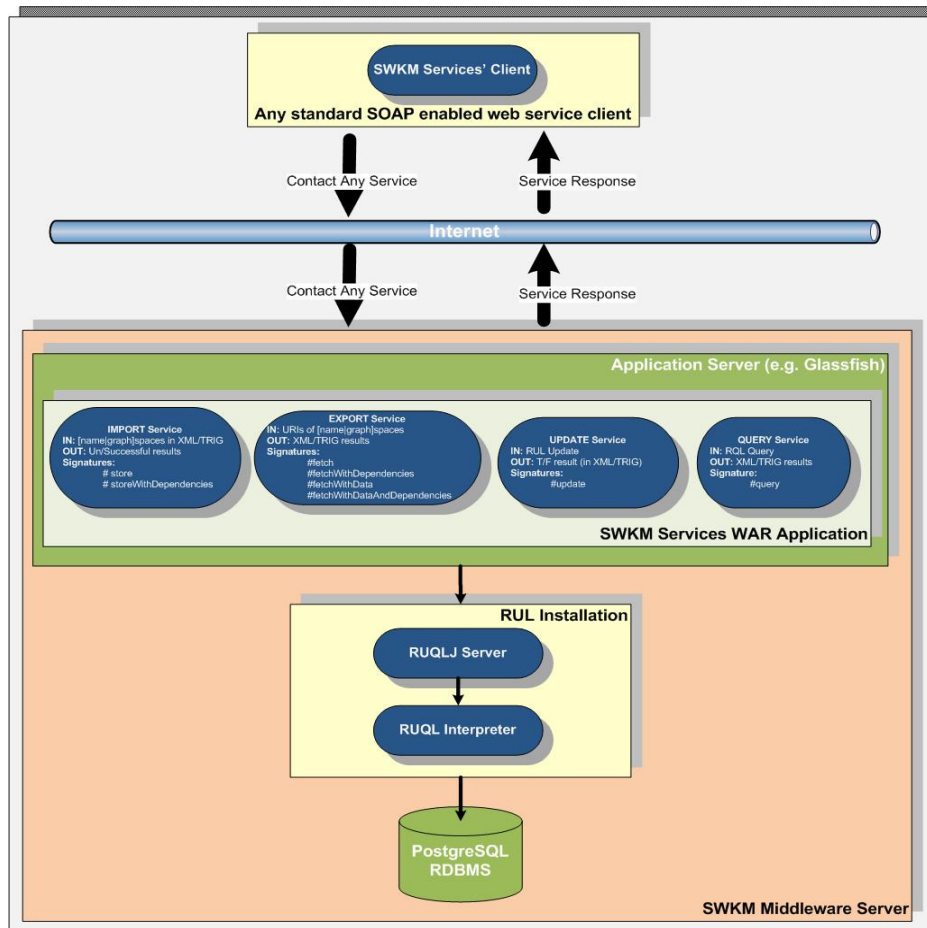 SWKM Services' Client
Any standard SOAP enabled web service client
Contact Any Service
Service Response
Internet
Contact Any Service
Service Response
Application Server (e.g. Glassfish)
IMPORT Service
IN: [name|graph]spaces in XML/TRIG
OUT: Un/Successful results
Signatures:
# store
# storeWithDependencies
EXPORT Service
IN: URIs of [name|graph]spaces
OUT: XML/TRIG results
Signatures:
#fetch
#fetchWithDependencies
#fetchWithData
#fetchWithDataAndDependencies
UPDATE Service
IN: RUL Update
OUT: T/F result (in XML/TRIG)
Signatures:
#update
QUERY Service
IN: RQL Query
OUT: XML/TRIG results
Signature:
#query
SWKM Services WAR Application
RUL Installation
RUQLJ Server
RUQL Interpreter
PostgreSQL
RDBMS
SWKM Middleware Server